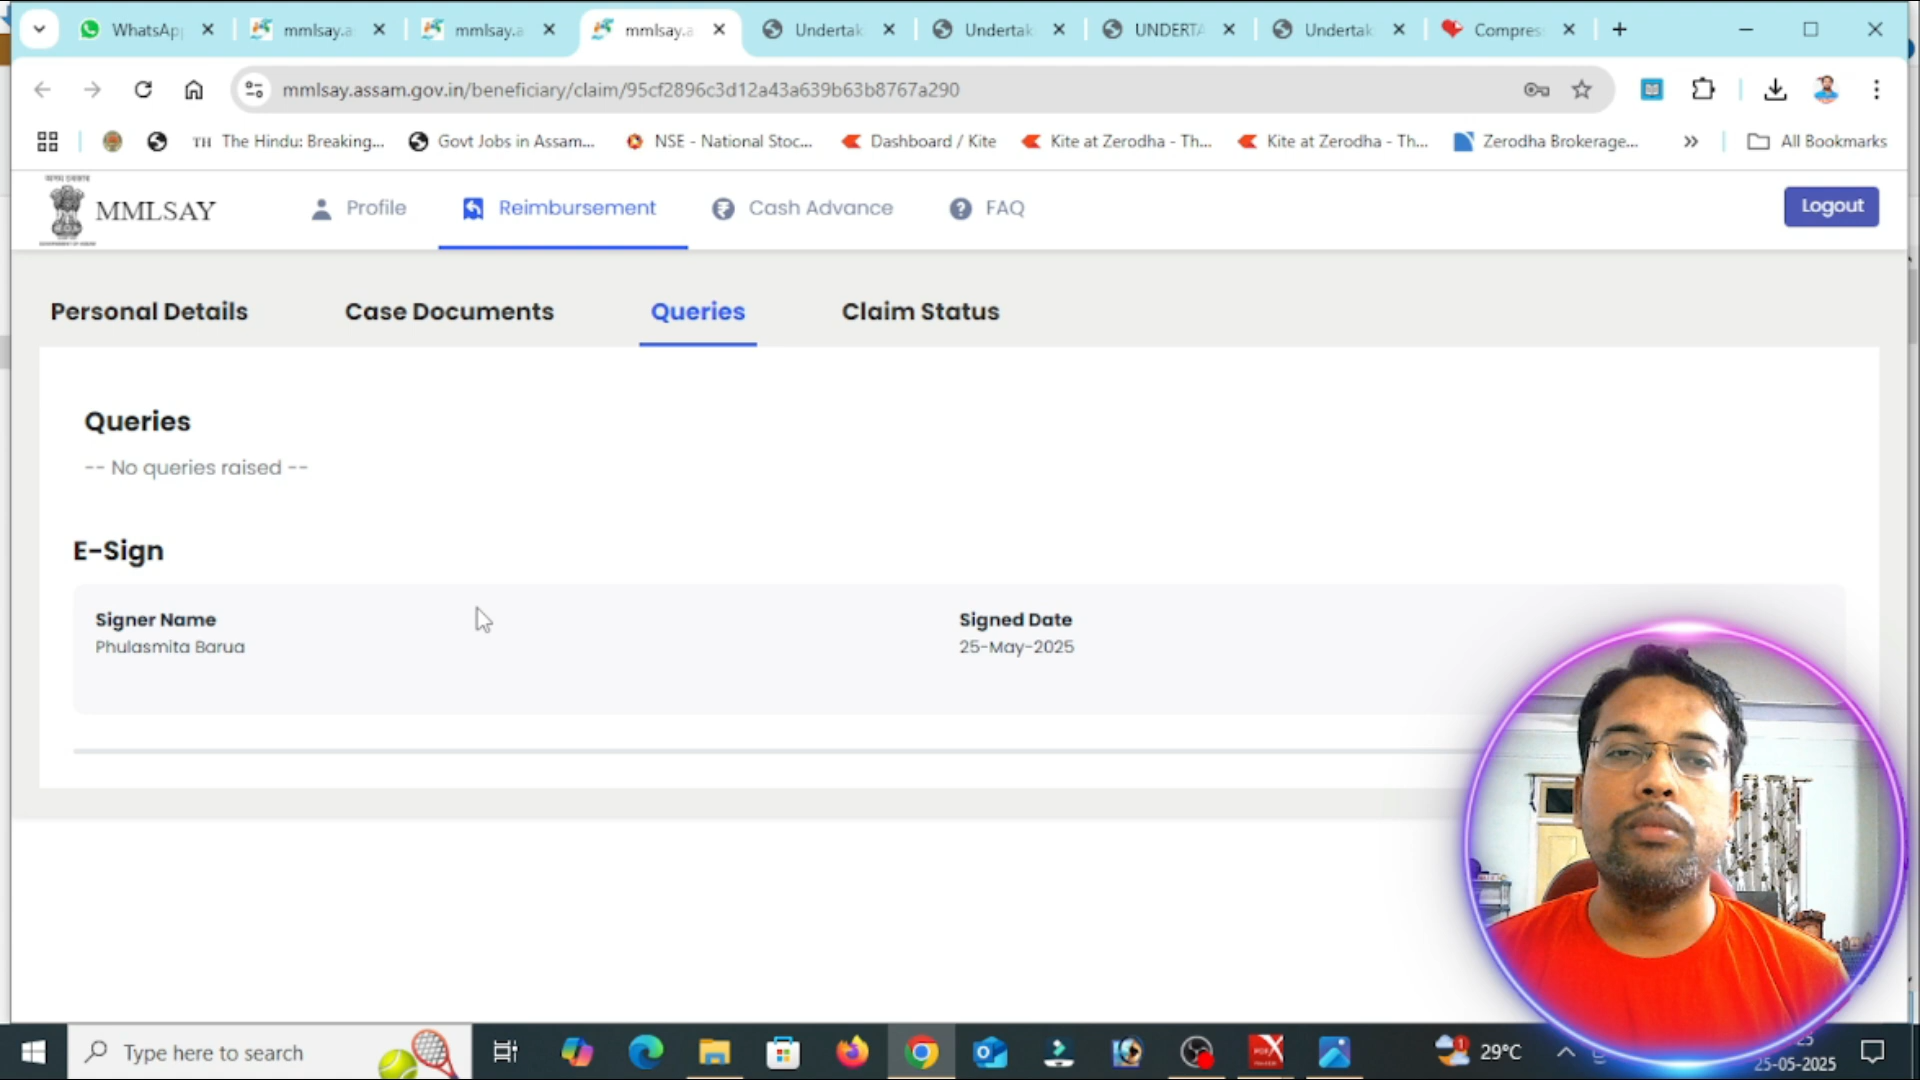 WhatsAp
mmlsay.a
mmlsay.a
mmlsay.a
Undertak
Undertak
UNDERTA
Undertak
Compres
mmlsay.assam.gov.in/beneficiary/claim/95cf2896c3d12a43a639b63b8767a290
TH The Hindu: Breaking...
Govt Jobs in Assam...
NSE - National Stoc...
Dashboard / Kite
Kite at Zerodha - Th...
Kite at Zerodha - Th...
Zerodha Brokerage...
All Bookmarks
MMLSAY
Profile
Reimbursement
Cash Advance
FAQ
Logout
Personal Details
Case Documents
Queries
Claim Status
Queries
-- No queries raised --
E-Sign
Signer Name
Phulasmita Barua
Signed Date
25-May-2025
Type here to search
29°C
25-05-2025